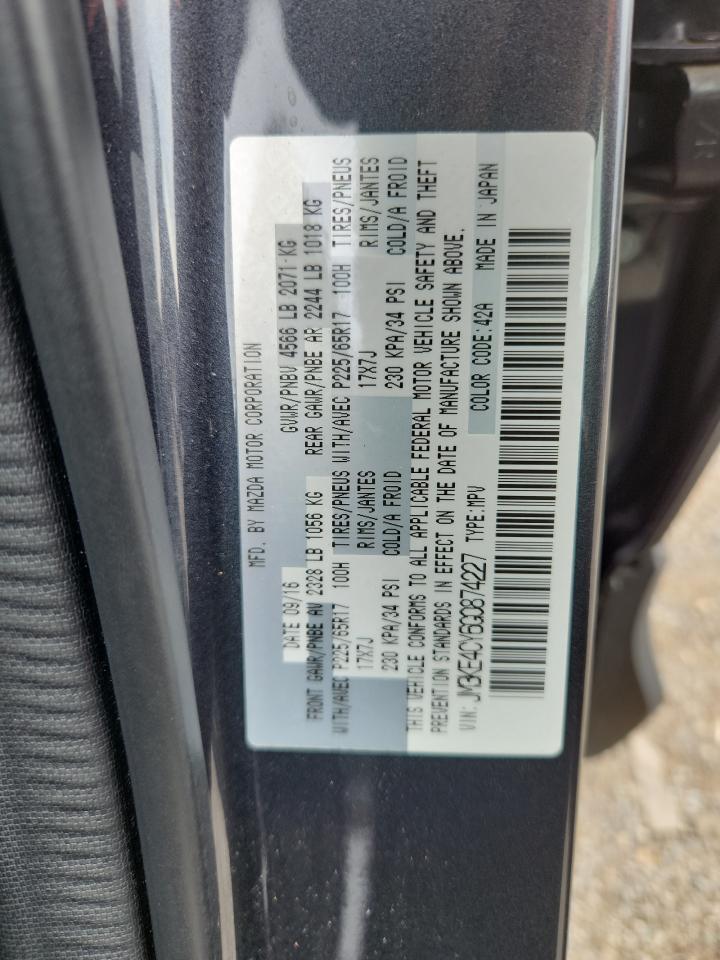 MFD. BY MAZDA MOTOR CORPORATION
DATE 09/16 GVWR/PNBV 4566 LB 2071 KG
FRONT GAWR/PNBE AV 2328 LB 1056 KG REAR GAWR/PNBE AR 2244 LB 1018 KG
WITH/AVEC P225/65R17 100H TIRES/PNEUS WITH/AVEC P225/65R17 100H TIRES/PNEUS
17X7J RIMS/JANTES 17X7J RIMS/JANTES
230 KPA/34 PSI COLD/A FROID 230 KPA/34 PSI COLD/A FROID
THIS VEHICLE CONFORMS TO ALL APPLICABLE FEDERAL MOTOR VEHICLE SAFETY AND THEFT
PREVENTION STANDARDS IN EFFECT ON THE DATE OF MANUFACTURE SHOWN ABOVE.
VIN: JM3KE4CY6G0874227 TYPE:MPV COLOR CODE:42A MADE IN JAPAN